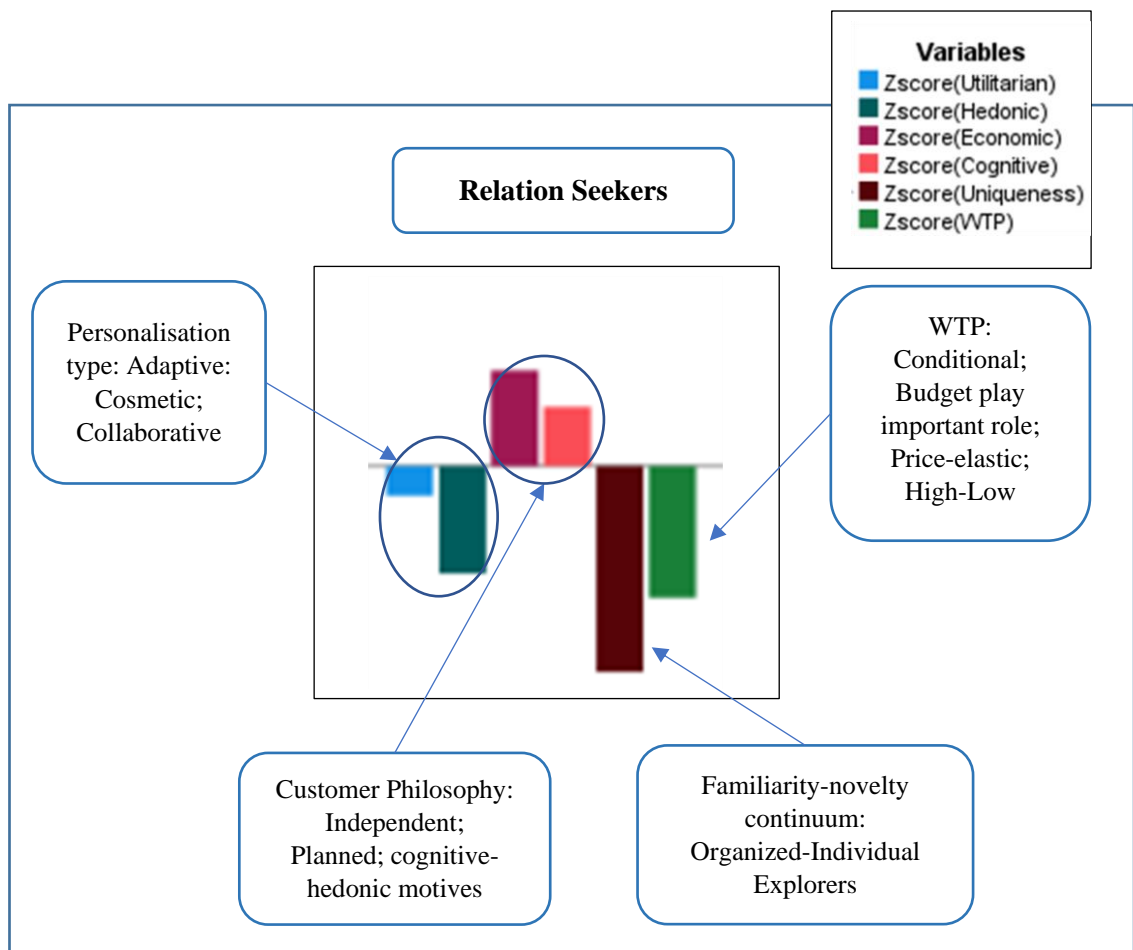 Variables
Zscore(Utilitarian)
Zscore(Hedonic)
Zscore(Economic)
Zscore(Cognitive)
Zscore(Uniqueness)
Zscore(WTP)
Relation Seekers
Personalisation
type: Adaptive:
Cosmetic;
Collaborative
WTP:
Conditional;
Budget play
important role;
Price-elastic;
High-Low
Customer Philosophy:
Independent;
Planned; cognitive-
hedonic motives
Familiarity-novelty
continuum:
Organized-Individual
Explorers